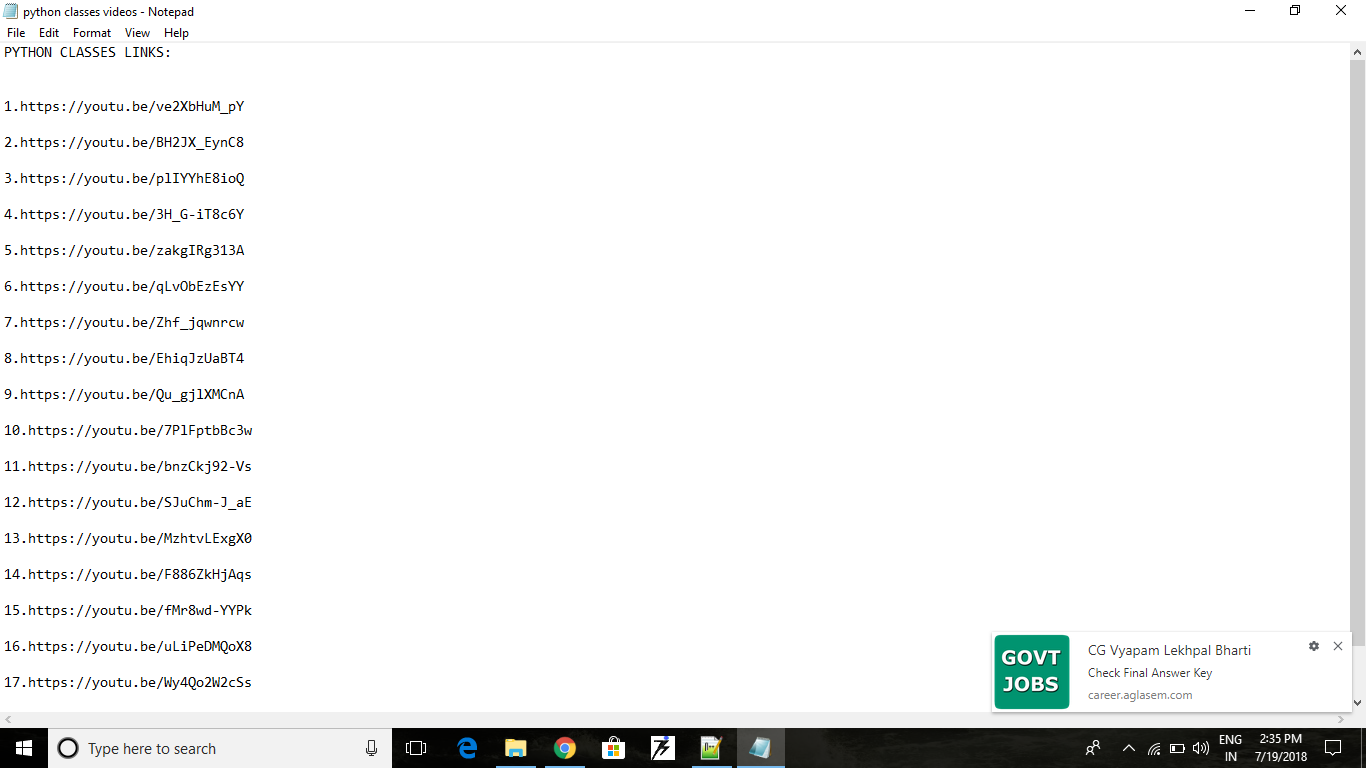 python classes videos - Notepad
File Edit Format View Help
PYTHON CLASSES LINKS:
1.https://youtu.be/ve2XbHuM_pY
2.https://youtu.be/BH2JX_EynC8
3.https://youtu.be/plIYYhE8ioQ
4.https://youtu.be/3H_G-iT8c6Y
5.https://youtu.be/zakgIRg313A
6.https://youtu.be/qLvObEzEsYY
7.https://youtu.be/Zhf_jqwnrcw
8.https://youtu.be/EhiqJzUaBT4
9.https://youtu.be/Qu_gjlXMCnA
10.https://youtu.be/7PlFptbBc3w
11.https://youtu.be/bnzCkj92-Vs
12.https://youtu.be/SJuChm-J_aE
13.https://youtu.be/MzhtvLExgX0
14.https://youtu.be/F886ZkHjAqs
15.https://youtu.be/fMr8wd-YYPk
16.https://youtu.be/uLiPeDMQoX8
17.https://youtu.be/Wy4Qo2W2cSs
GOVT
JOBS
CG Vyapam Lekhpal Bharti
Check Final Answer Key
career.aglasem.com
Type here to search
ENG
IN
2:35 PM
7/19/2018